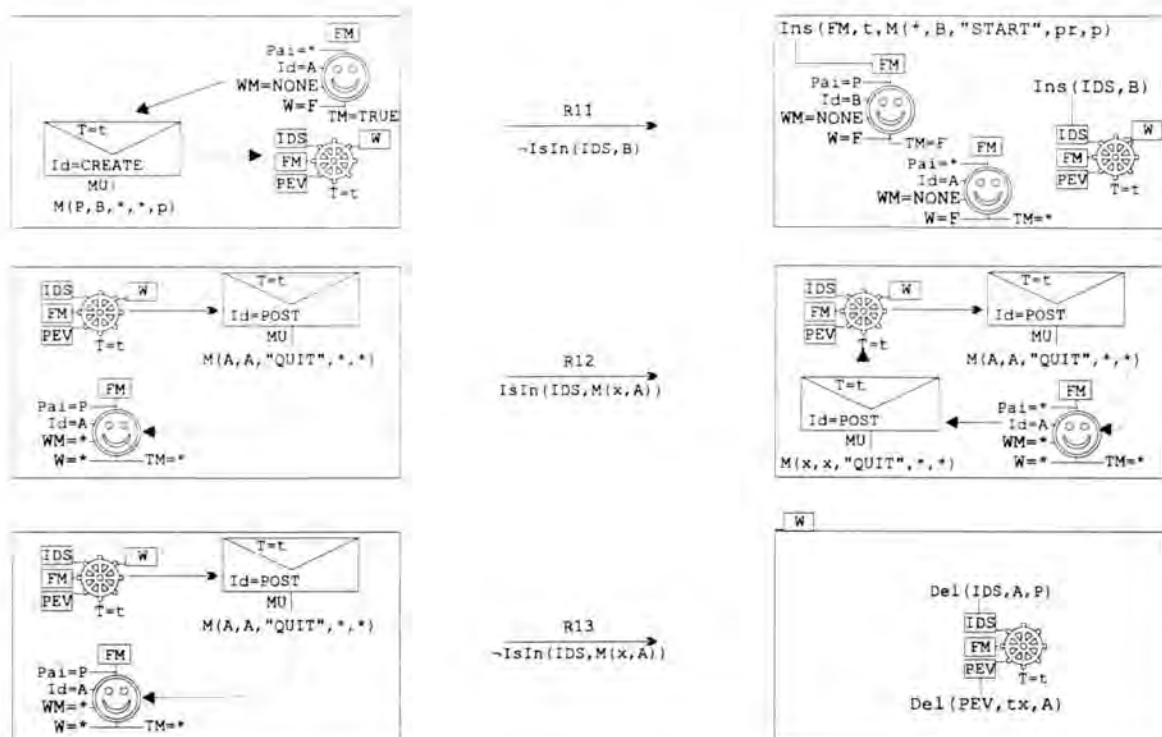 FM
Pai=*
Id=A
WM=NONE
W=F
TM=TRUE
T=t
Id=CREATE
MU
M(P,B,*,*,p)
IDS
W
FM
PEV
T=t
R11
¬IsIn(IDS,B)
Ins(FM,t,M(*,B,"START",pr,p)
FM
Pai=P
Id=B
WM=NONE
W=F
TM=F
Ins(IDS,B)
IDS
W
FM
PEV
T=t
FM
Pai=*
Id=A
WM=NONE
W=F
TM=*
IDS
W
FM
PEV
T=t
T=t
Id=POST
MU
M(A,A,"QUIT",*,*)
FM
Pai=P
Id=A
WM=*
W=*
TM=*
R12
IsIn(IDS,M(x,A))
IDS
W
FM
PEV
T=t
T=t
Id=POST
MU
M(A,A,"QUIT",*,*)
T=t
Id=POST
MU
M(x,x,"QUIT",*,*)
FM
Pai=*
Id=A
WM=*
W=*
TM=*
IDS
W
FM
PEV
T=t
T=t
Id=POST
MU
M(A,A,"QUIT",*,*)
FM
Pai=P
Id=A
WM=*
W=*
TM=*
R13
¬IsIn(IDS,M(x,A))
W
Del(IDS,A,P)
IDS
FM
PEV
T=t
Del(PEV,tx,A)